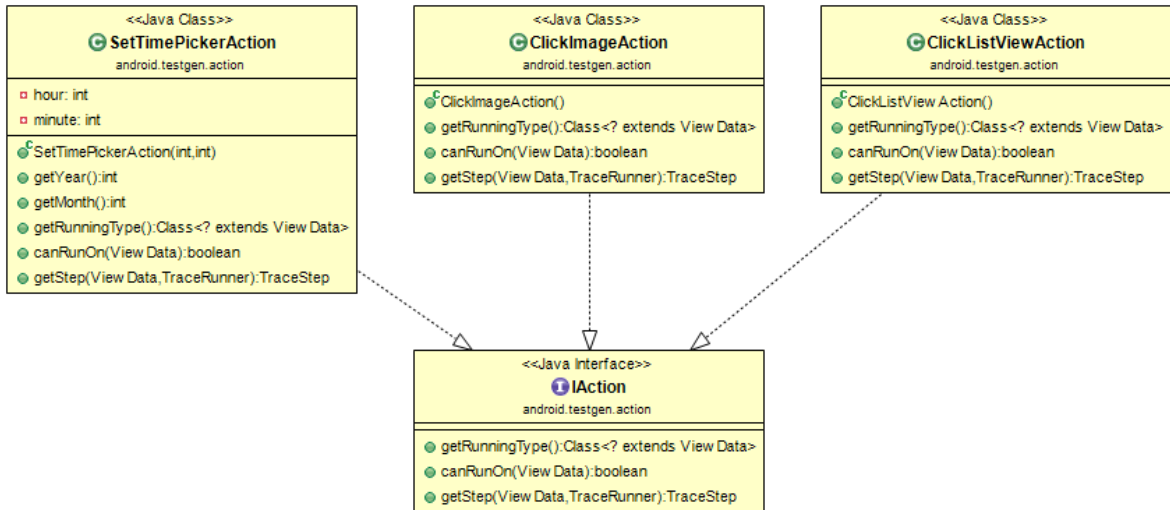 <<Java Class>>
SetTimePickerAction
android.testgen.action
hour: int
minute: int
SetTimePickerAction(int,int)
getYear():int
getMonth():int
getRunningType():Class<? extends View Data>
canRunOn(View Data):boolean
getStep(View Data,TraceRunner):TraceStep
<<Java Class>>
ClickImageAction
android.testgen.action
ClickImageAction()
getRunningType():Class<? extends View Data>
canRunOn(View Data):boolean
getStep(View Data,TraceRunner):TraceStep
<<Java Class>>
ClickListViewAction
android.testgen.action
ClickListView Action()
getRunningType():Class<? extends View Data>
canRunOn(View Data):boolean
getStep(View Data,TraceRunner):TraceStep
<<Java Interface>>
IAction
android.testgen.action
getRunningType():Class<? extends View Data>
canRunOn(View Data):boolean
getStep(View Data,TraceRunner):TraceStep